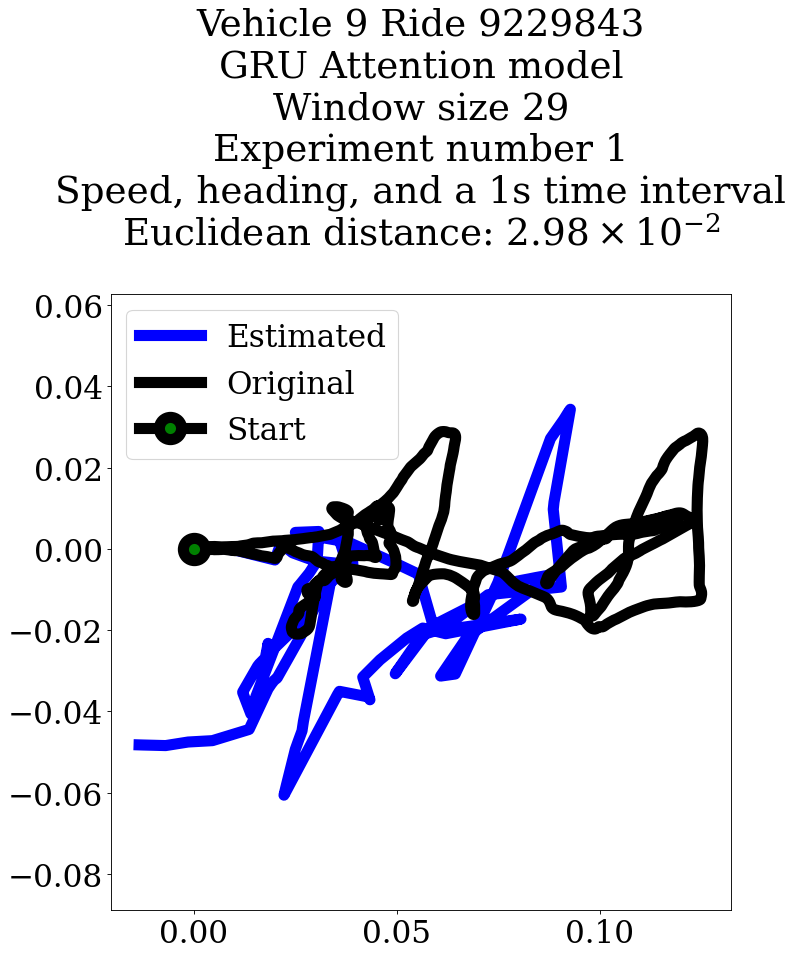 Vehicle 9 Ride 9229843
GRU Attention model
Window size 29
Experiment number 1
Speed, heading, and a 1s time interval
Euclidean distance: 2.98 × 10⁻²
0.06
Estimated
0.04
Original
Start
0.02
0.00
−0.02
−0.04
−0.06
−0.08
0.00 0.05 0.10